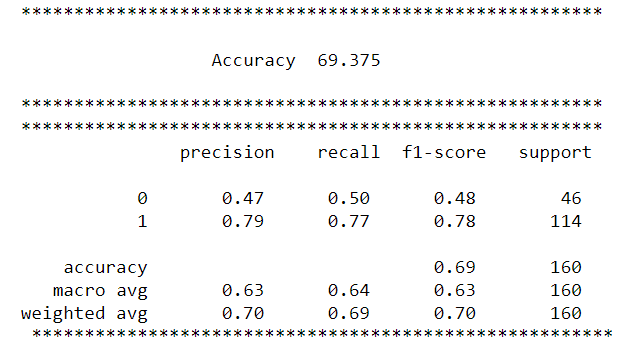 *******************************************************
Accuracy  69.375
*******************************************************
*******************************************************
precision    recall  f1-score   support
0       0.47      0.50      0.48        46
1       0.79      0.77      0.78       114
accuracy                           0.69       160
macro avg       0.63      0.64      0.63       160
weighted avg       0.70      0.69      0.70       160
*******************************************************